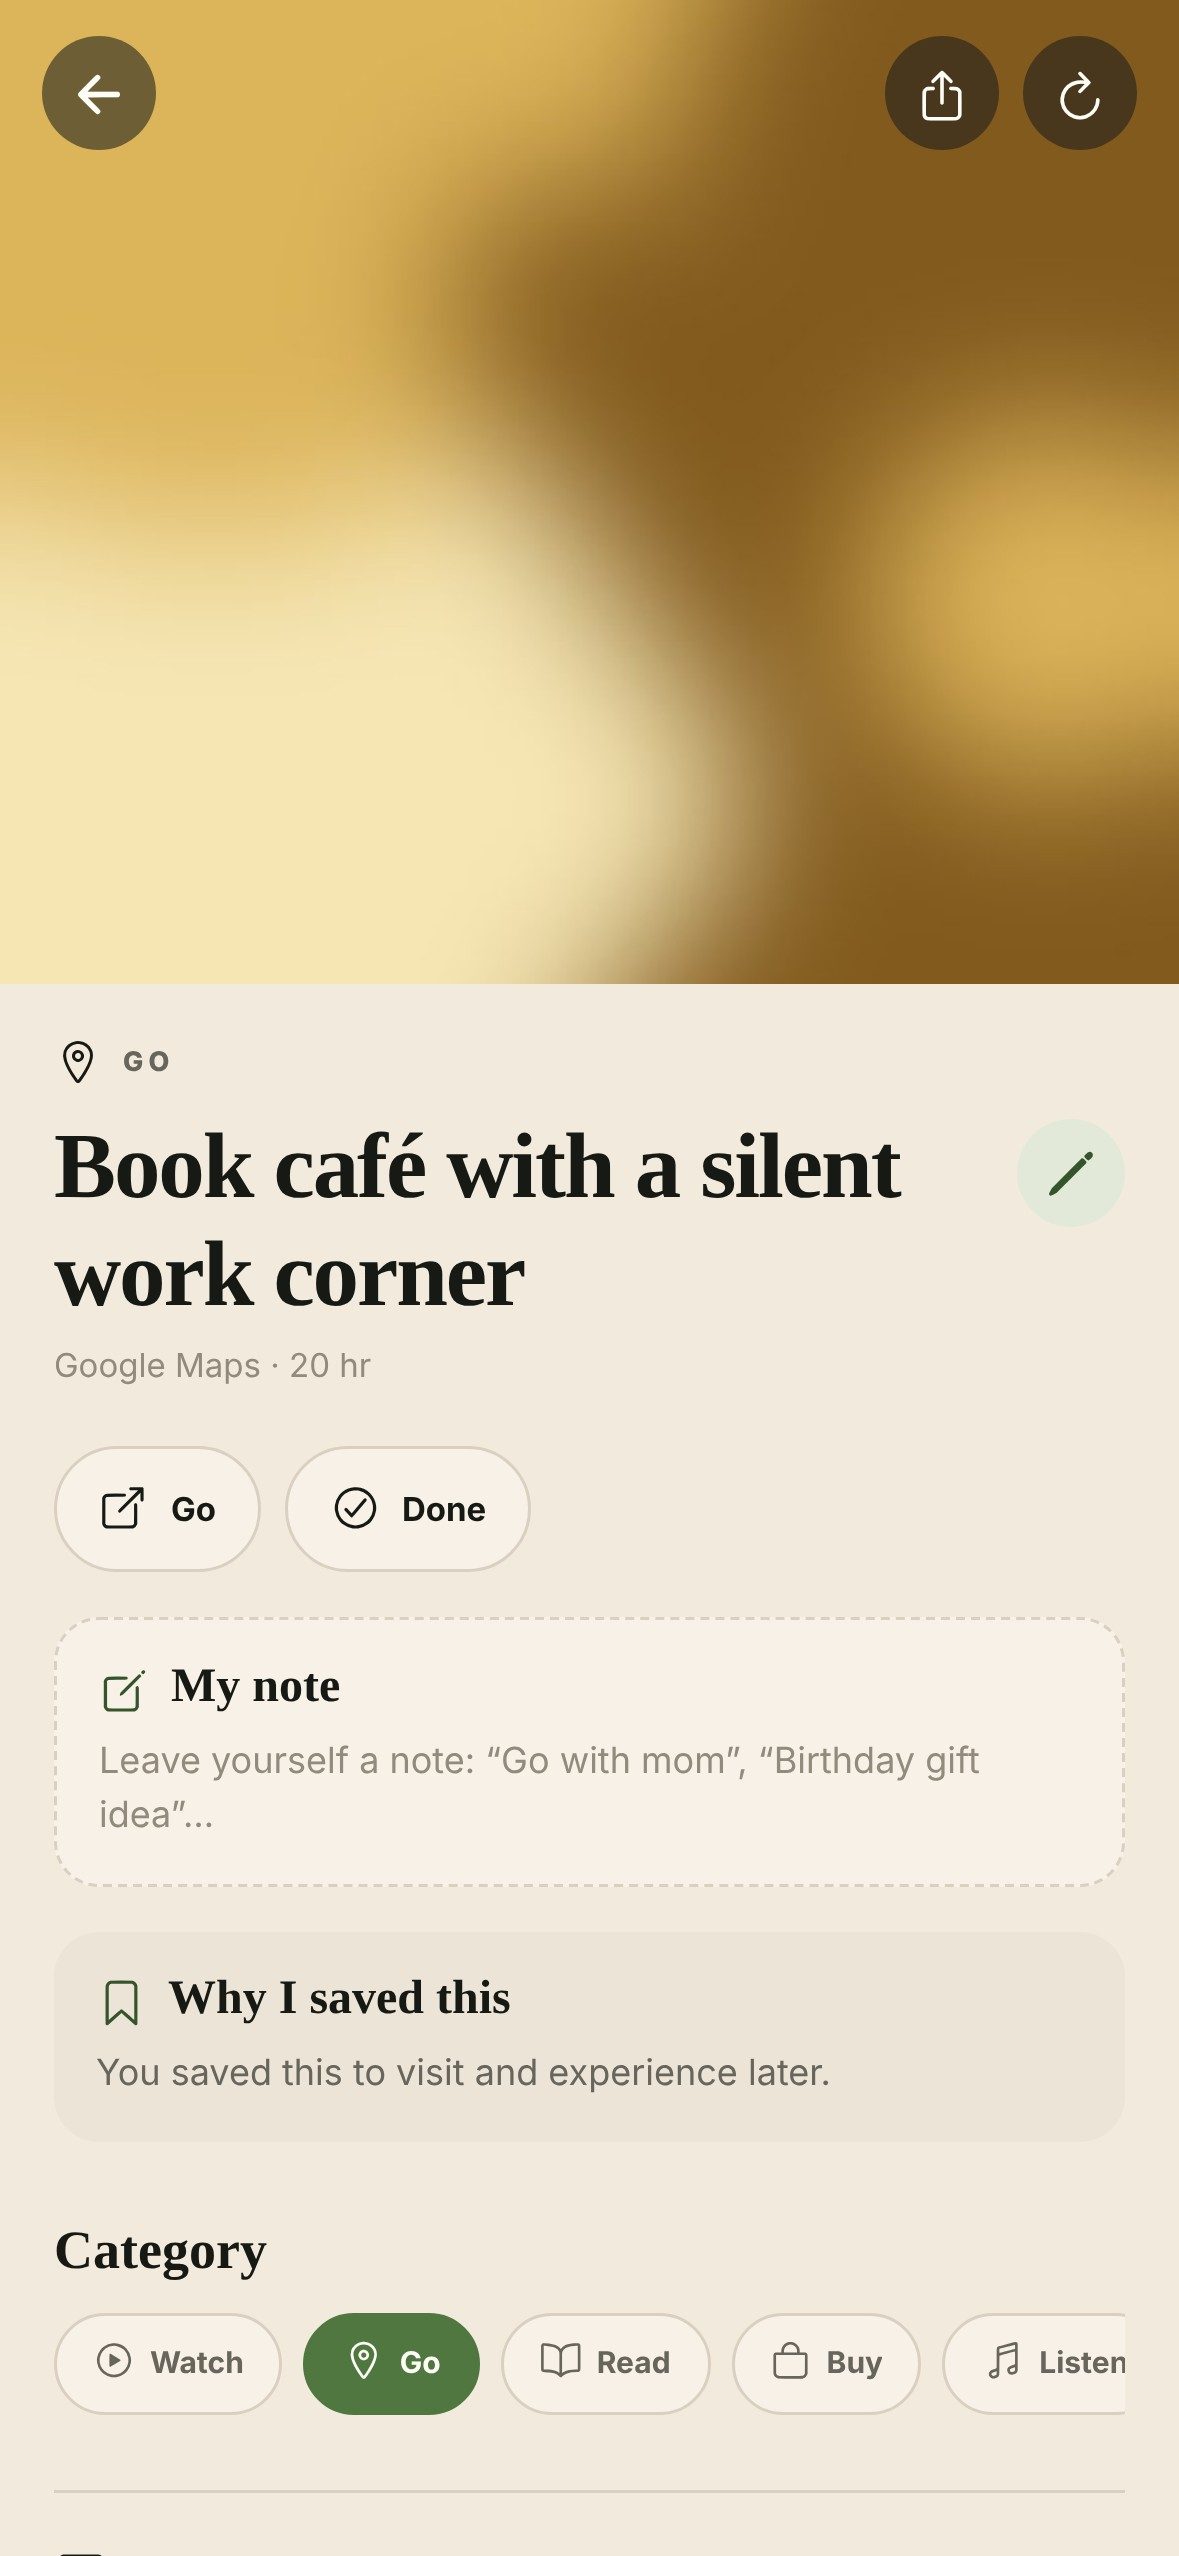 GO
Book café with a silent
work corner
Google Maps · 20 hr
Go
Done
My note
Leave yourself a note: “Go with mom”, “Birthday gift
idea”...
Why I saved this
You saved this to visit and experience later.
Category
Watch
Go
Read
Buy
Listen